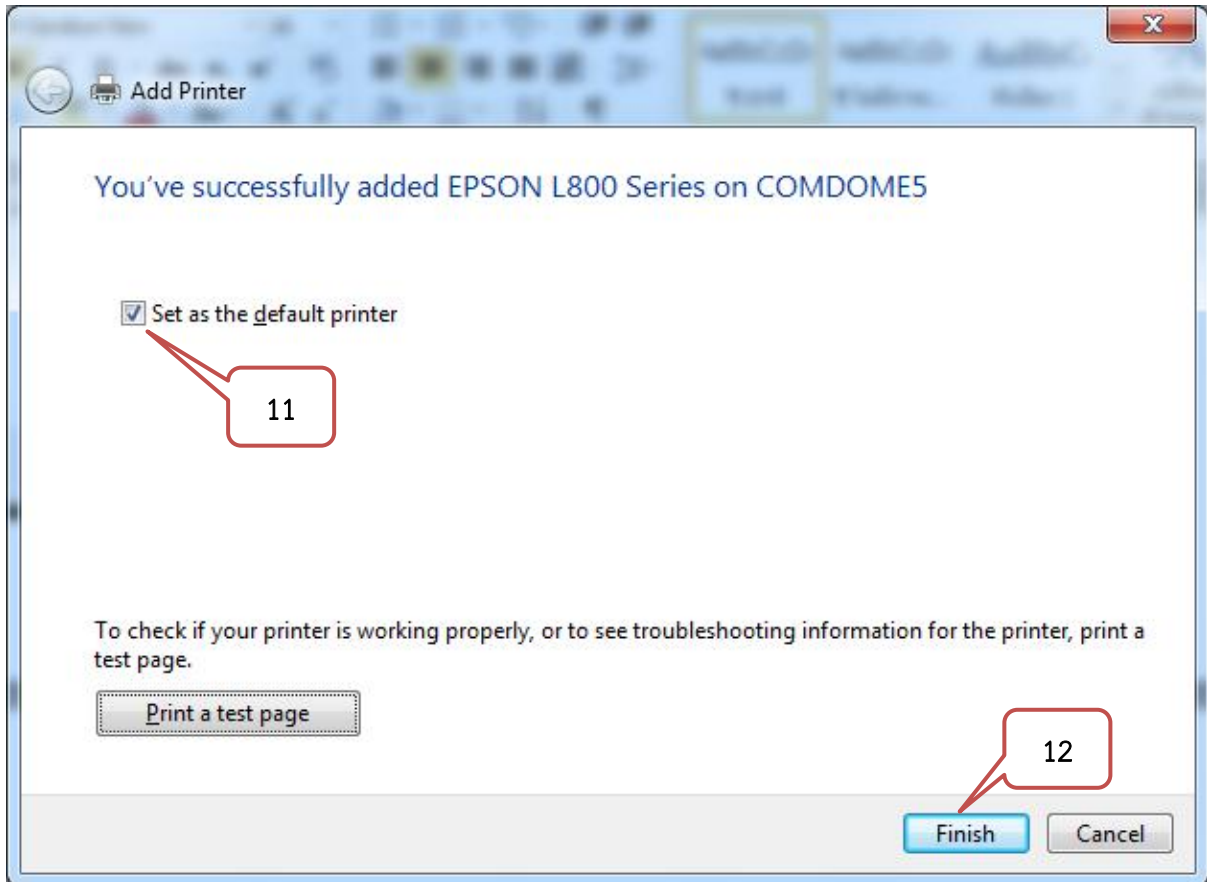 X
Add Printer
You've successfully added EPSON L800 Series on COMDOME5
Set as the default printer
11
To check if your printer is working properly, or to see troubleshooting information for the printer, print a
test page.
Print a test page
12
Finish
Cancel